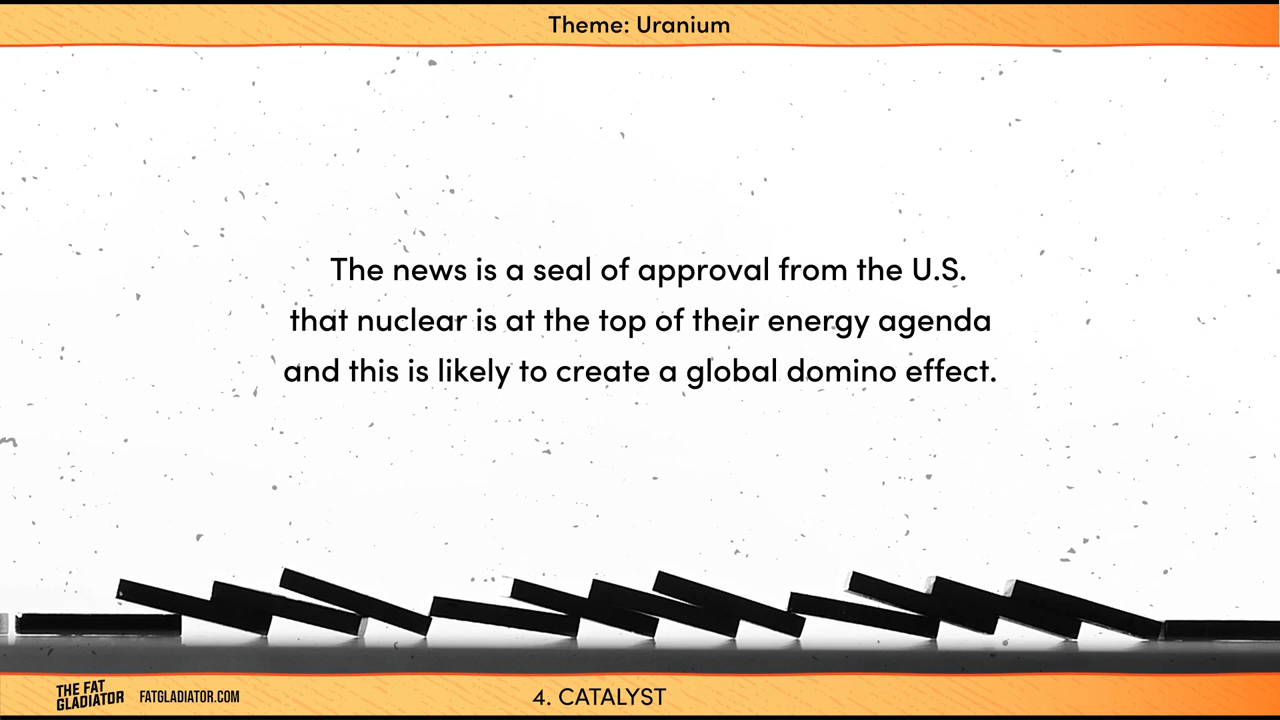 Theme: Uranium
The news is a seal of approval from the U.S.
that nuclear is at the top of their energy agenda
and this is likely to create a global domino effect.
THE FAT
GLADIATOR
FATGLADIATOR.COM
4. CATALYST